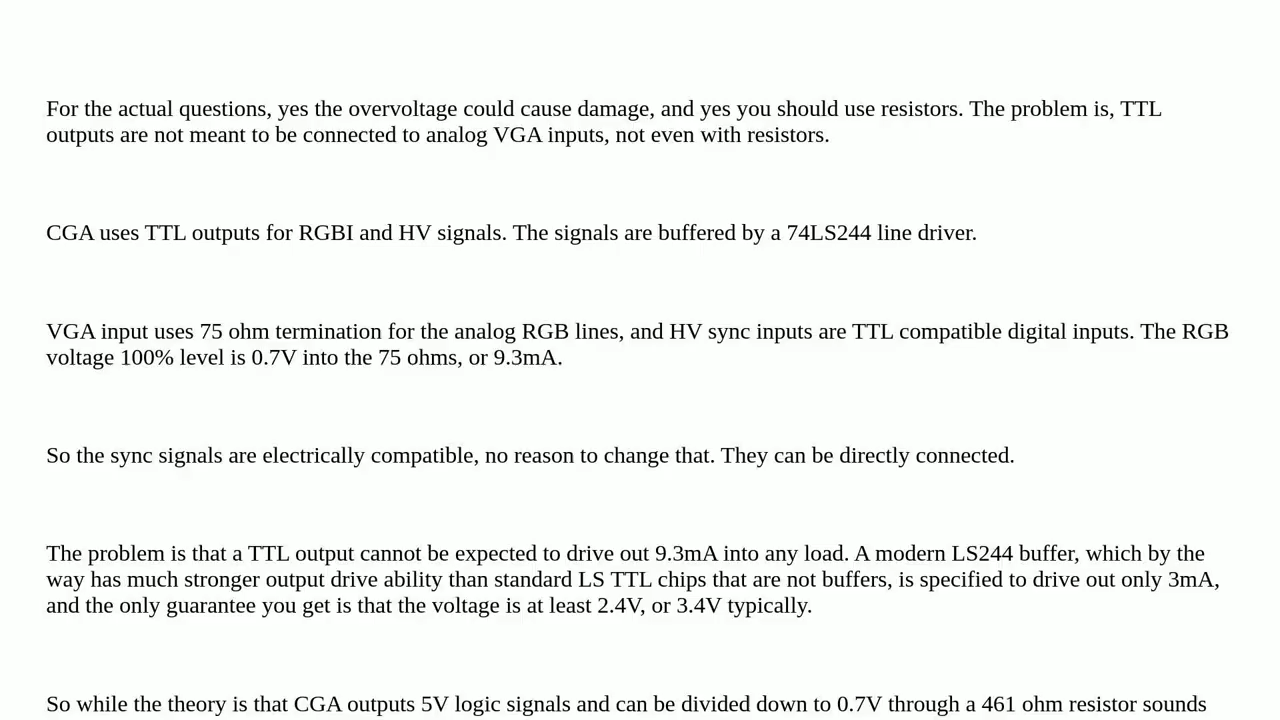 For the actual questions, yes the overvoltage could cause damage, and yes you should use resistors. The problem is, TTL
outputs are not meant to be connected to analog VGA inputs, not even with resistors.
CGA uses TTL outputs for RGBI and HV signals. The signals are buffered by a 74LS244 line driver.
VGA input uses 75 ohm termination for the analog RGB lines, and HV sync inputs are TTL compatible digital inputs. The RGB
voltage 100% level is 0.7V into the 75 ohms, or 9.3mA.
So the sync signals are electrically compatible, no reason to change that. They can be directly connected.
The problem is that a TTL output cannot be expected to drive out 9.3mA into any load. A modern LS244 buffer, which by the
way has much stronger output drive ability than standard LS TTL chips that are not buffers, is specified to drive out only 3mA,
and the only guarantee you get is that the voltage is at least 2.4V, or 3.4V typically.
So while the theory is that CGA outputs 5V logic signals and can be divided down to 0.7V through a 461 ohm resistor sounds